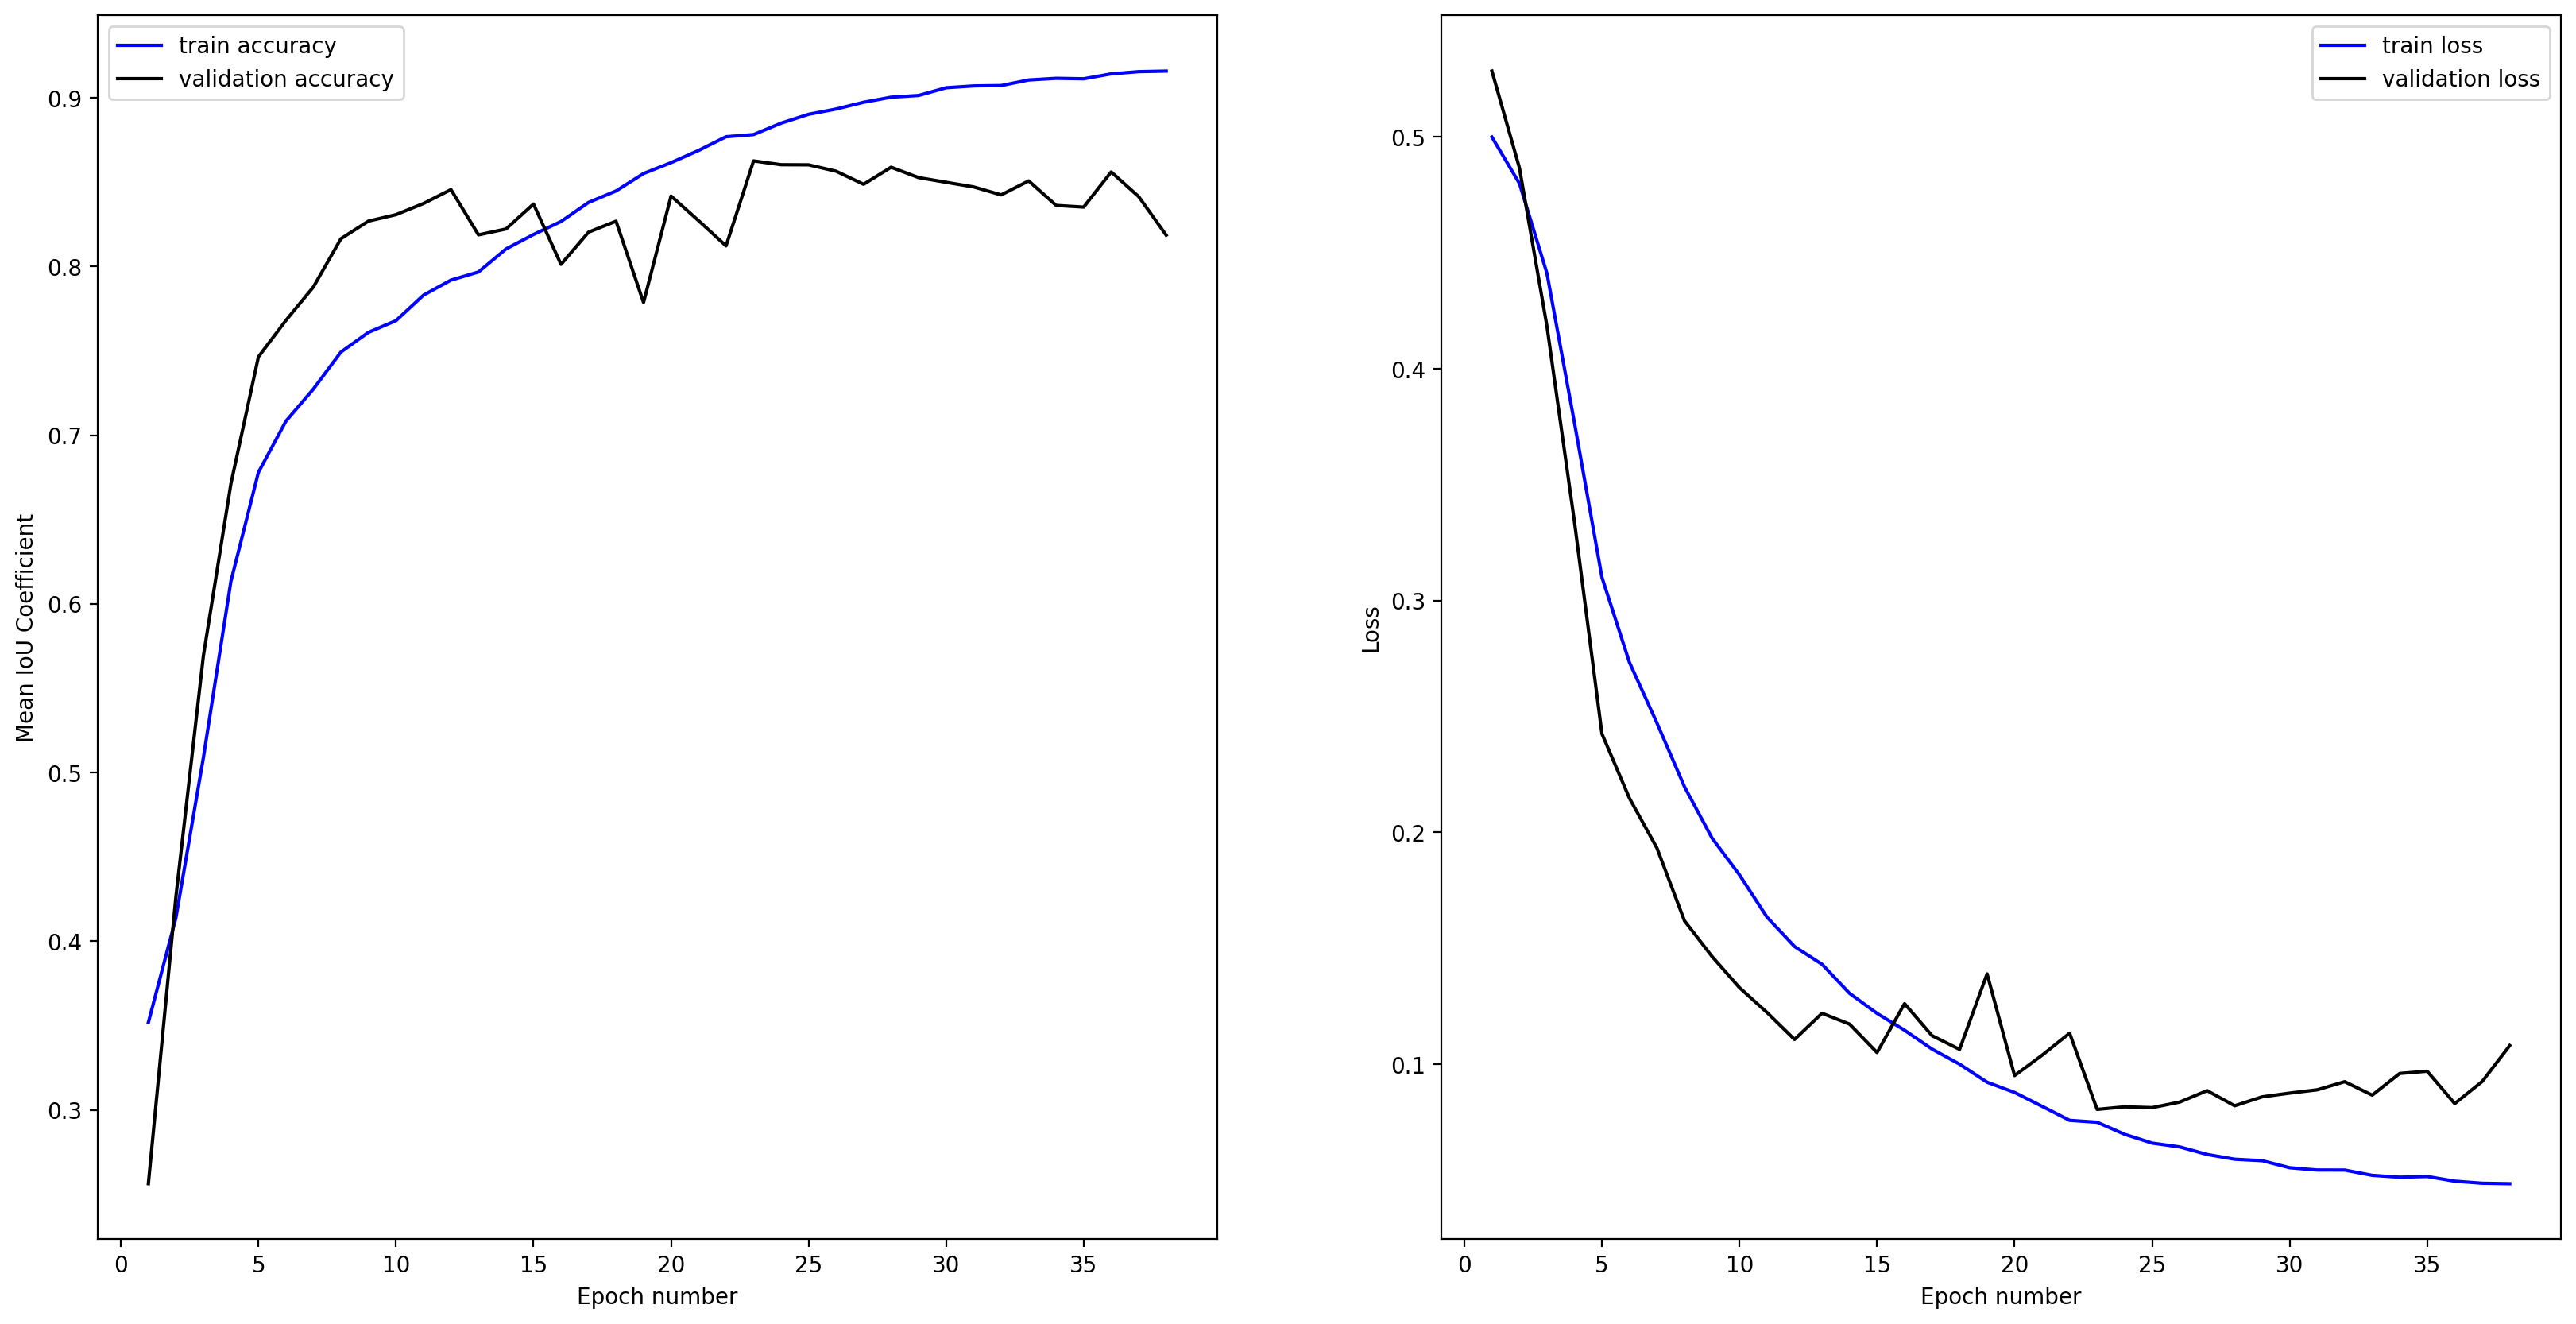 train accuracy
validation accuracy
0.9
0.8
0.7
0.6
0.5
0.4
0.3
Mean IoU Coefficient
0 5 10 15 20 25 30 35
Epoch number
train loss
validation loss
0.5
0.4
0.3
0.2
0.1
Loss
0 5 10 15 20 25 30 35
Epoch number